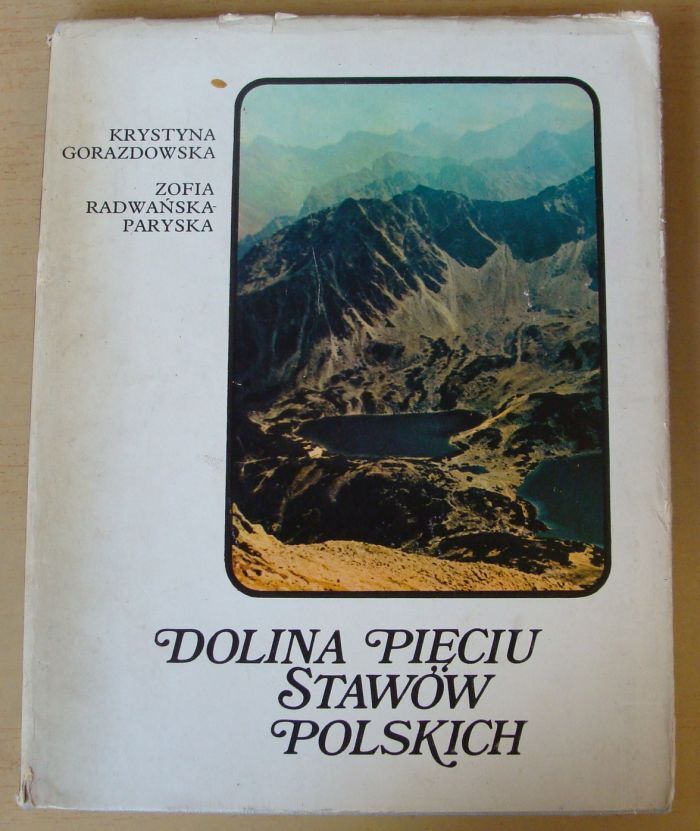 KRYSTYNA
GORAZDOWSKA
ZOFIA
RADWAŃSKA-
PARYSKA
DOLINA PIĘCIU
STAWÓW
POLSKICH